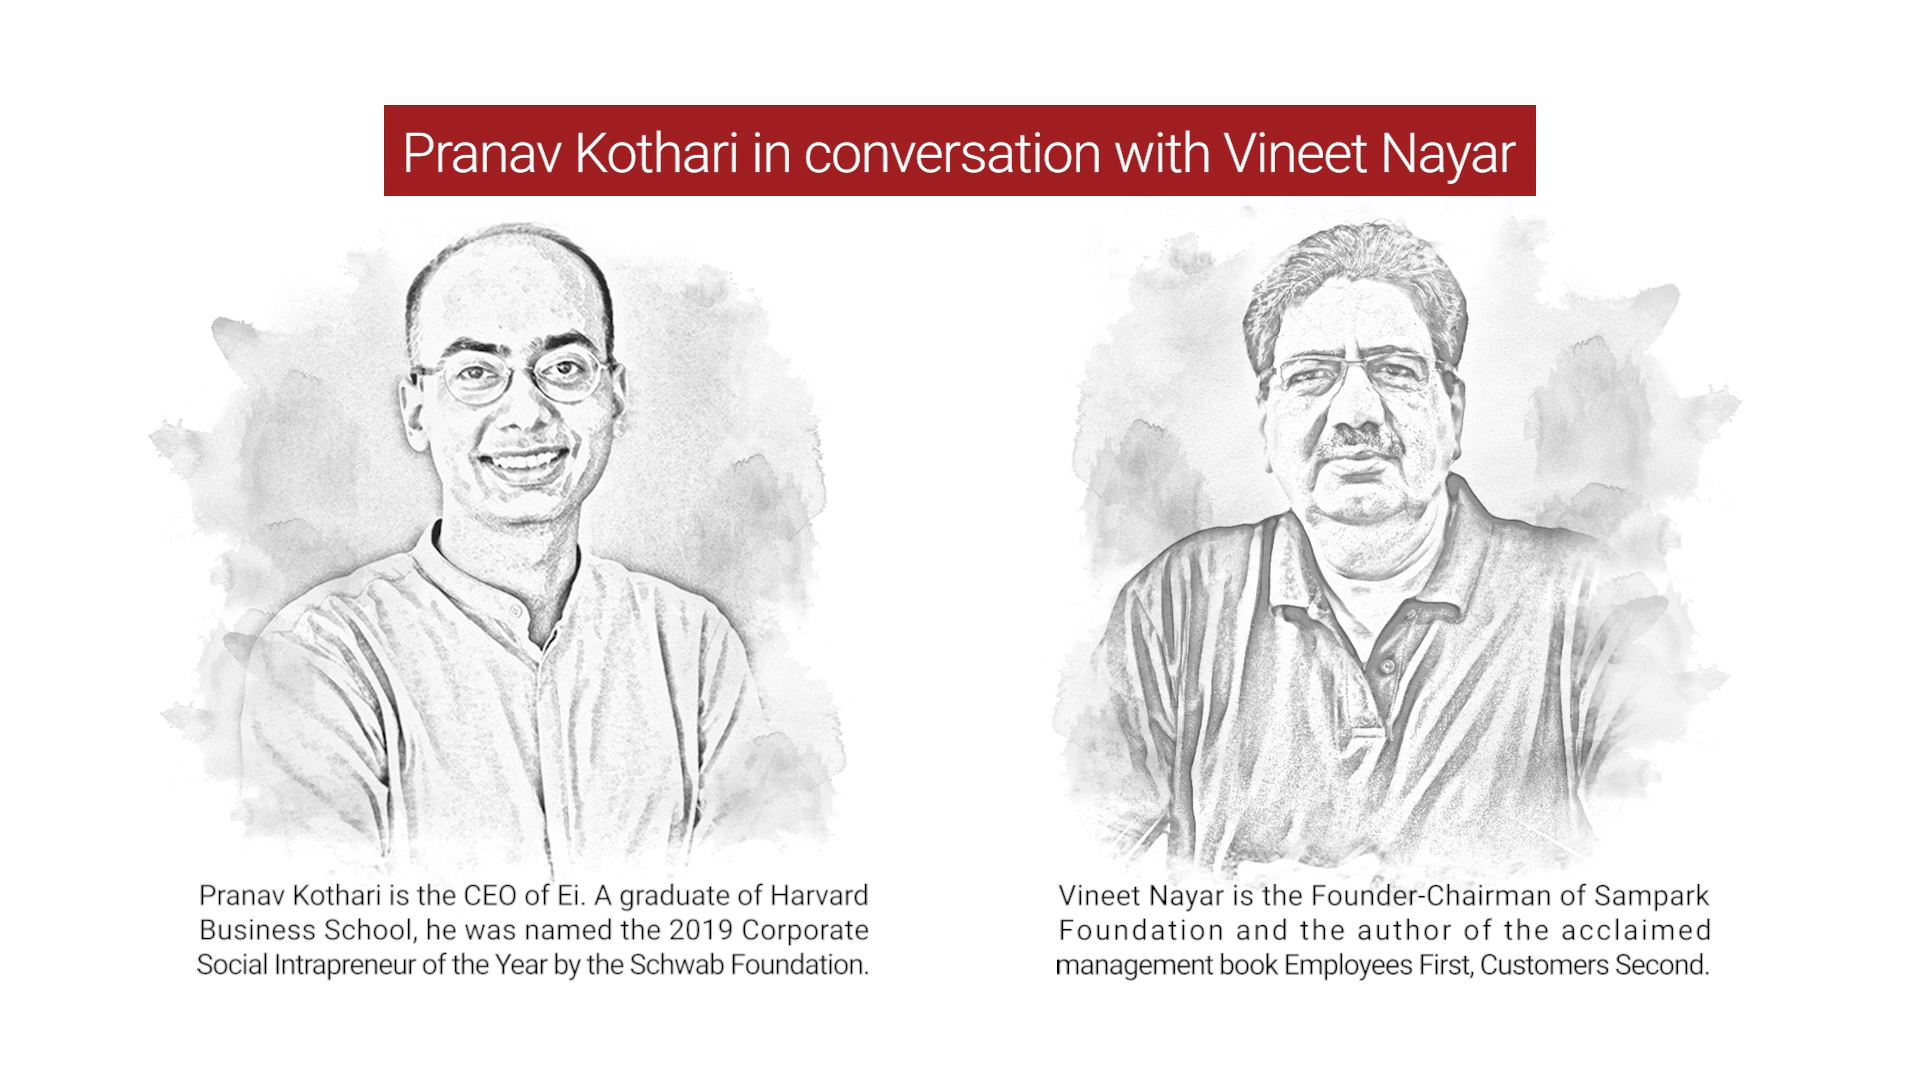 Pranav Kothari in conversation with Vineet Nayar
Pranav Kothari is the CEO of Ei. A graduate of Harvard
Business School, he was named the 2019 Corporate
Social Intrapreneur of the Year by the Schwab Foundation.
Vineet Nayar is the Founder-Chairman of Sampark
Foundation and the author of the acclaimed
management book Employees First, Customers Second.